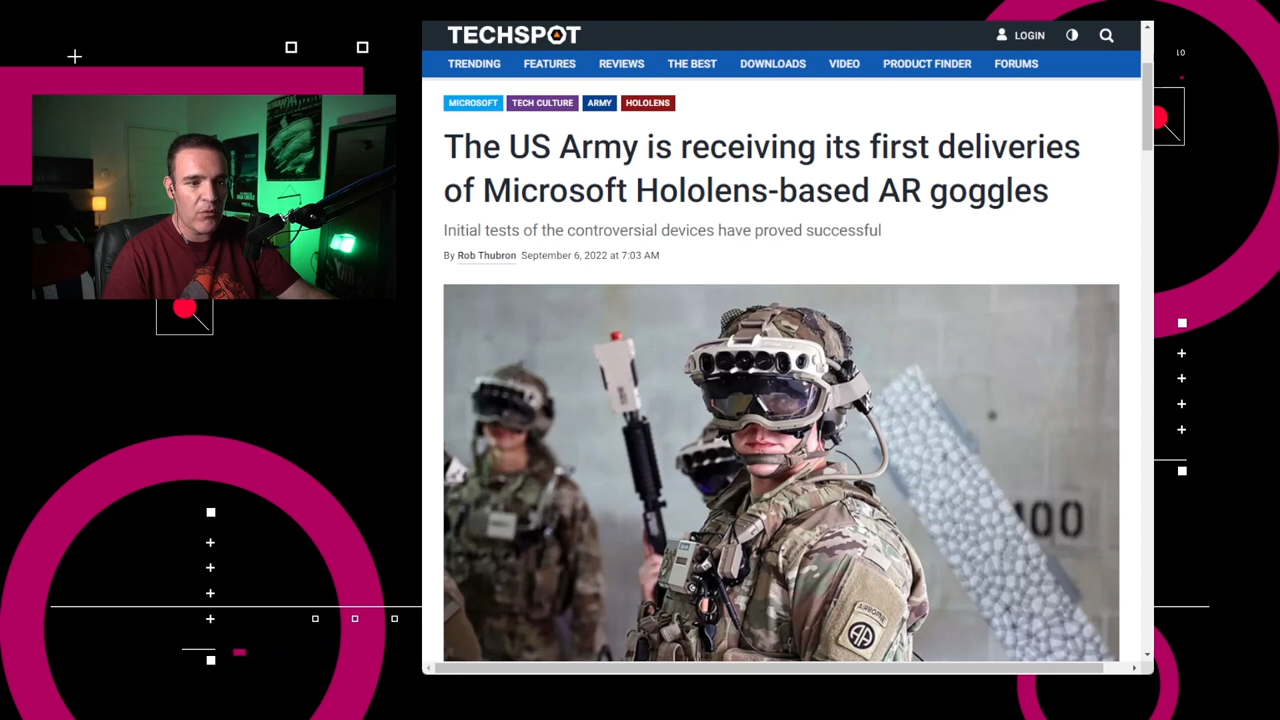 TECHSPOT
LOGIN
TRENDING FEATURES REVIEWS THE BEST DOWNLOADS VIDEO PRODUCT FINDER FORUMS
MICROSOFT TECH CULTURE ARMY HOLOLENS
The US Army is receiving its first deliveries
of Microsoft Hololens-based AR goggles
Initial tests of the controversial devices have proved successful
By Rob Thubron September 6, 2022 at 7:03 AM
AIRBORNE
AA
100
10